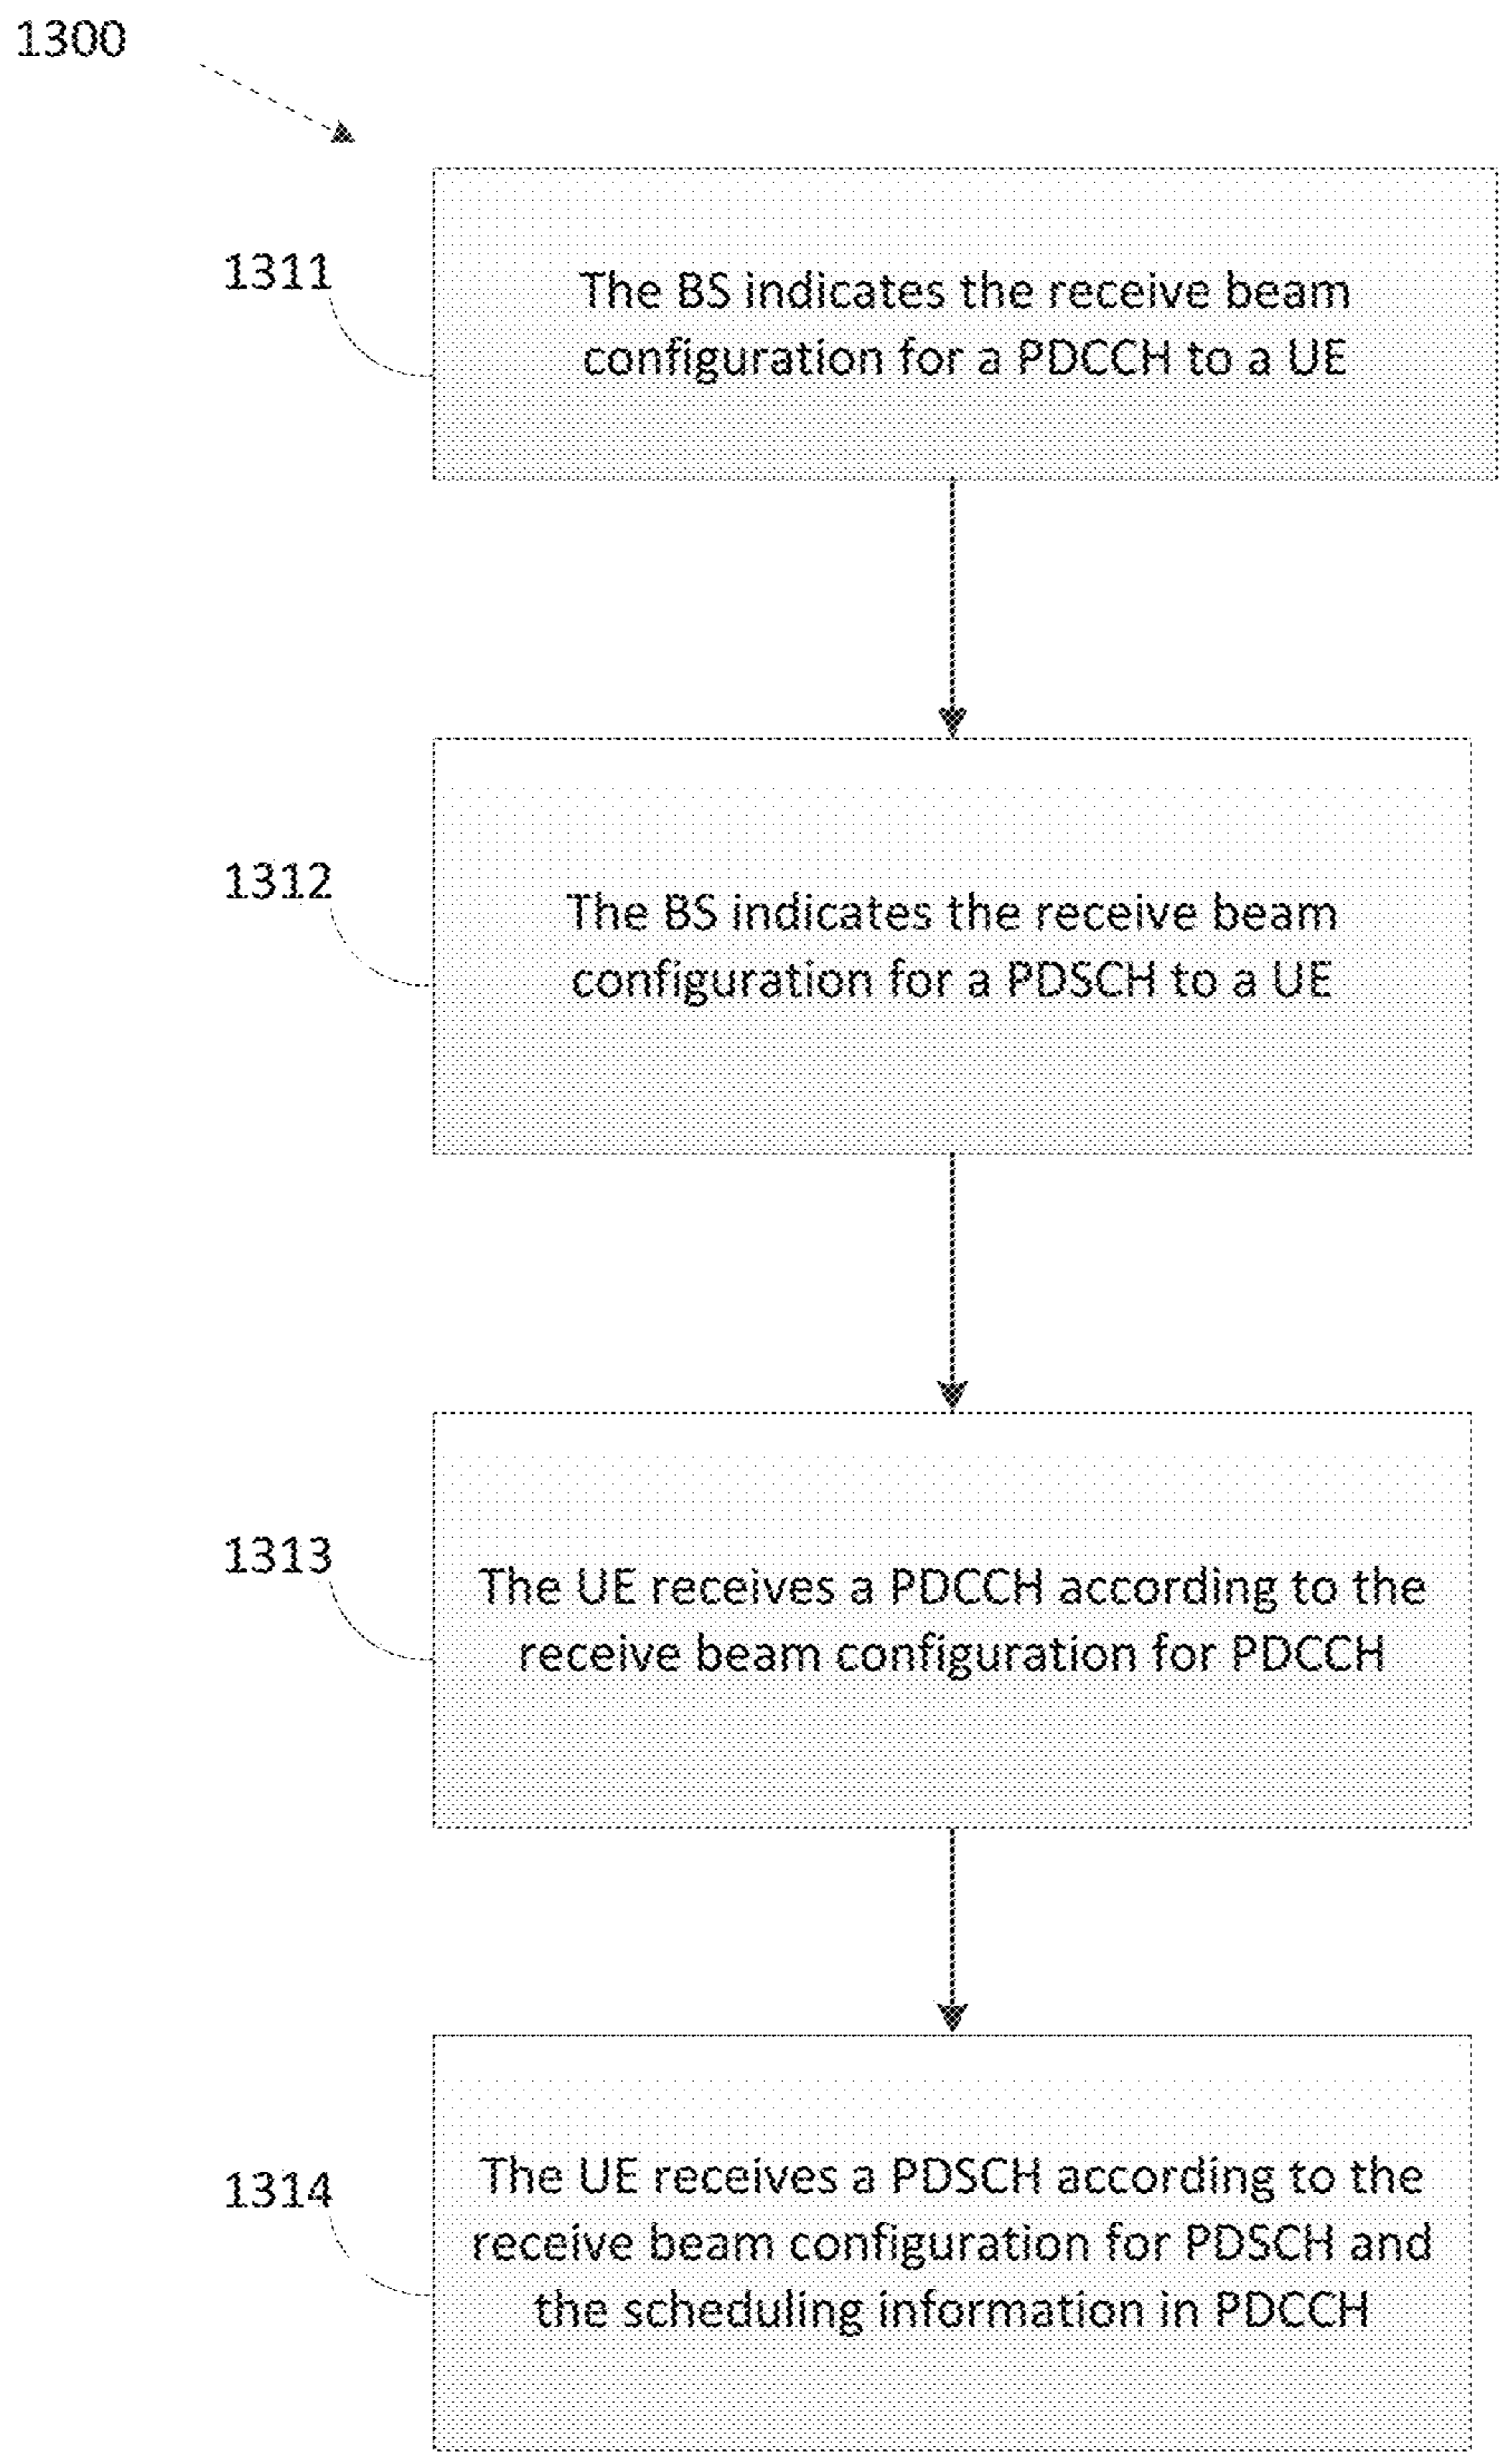 1300
1311
The BS indicates the receive beam
configuration for a PDCCH to a UE
1312
The BS indicates the receive beam
configuration for a PDSCH to a UE
1313
The UE receives a PDCCH according to the
receive beam configuration for PDCCH
1314
The UE receives a PDSCH according to the
receive beam configuration for PDSCH and
the scheduling information in PDCCH